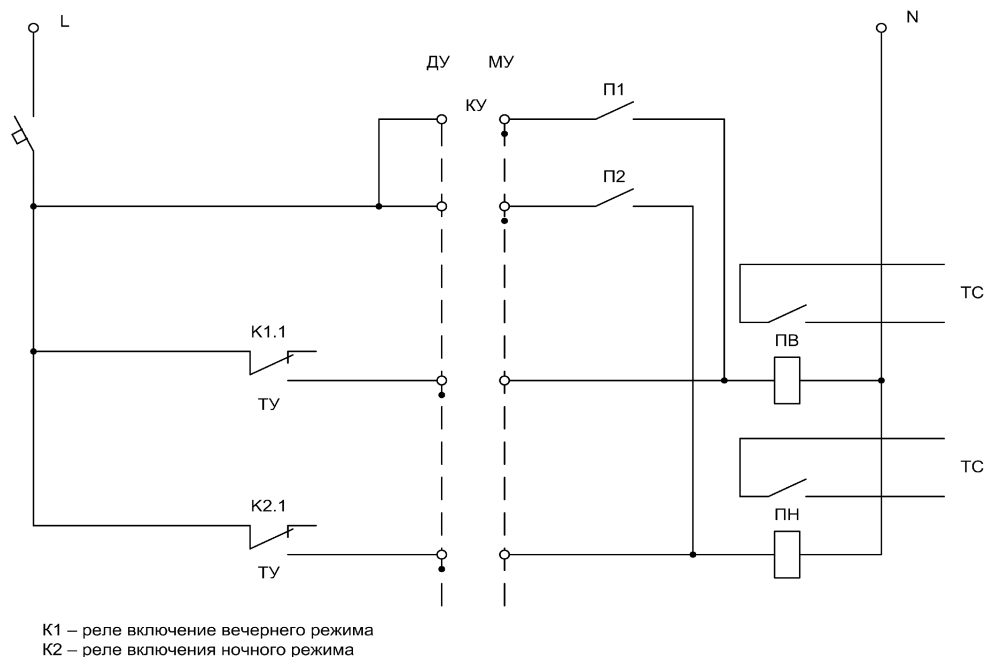 L
N
ДУ
МУ
КУ
П1
П2
ТС
К1.1
ПВ
ТУ
ТС
К2.1
ПН
ТУ
К1 – реле включение вечернего режима
К2 – реле включения ночного режима